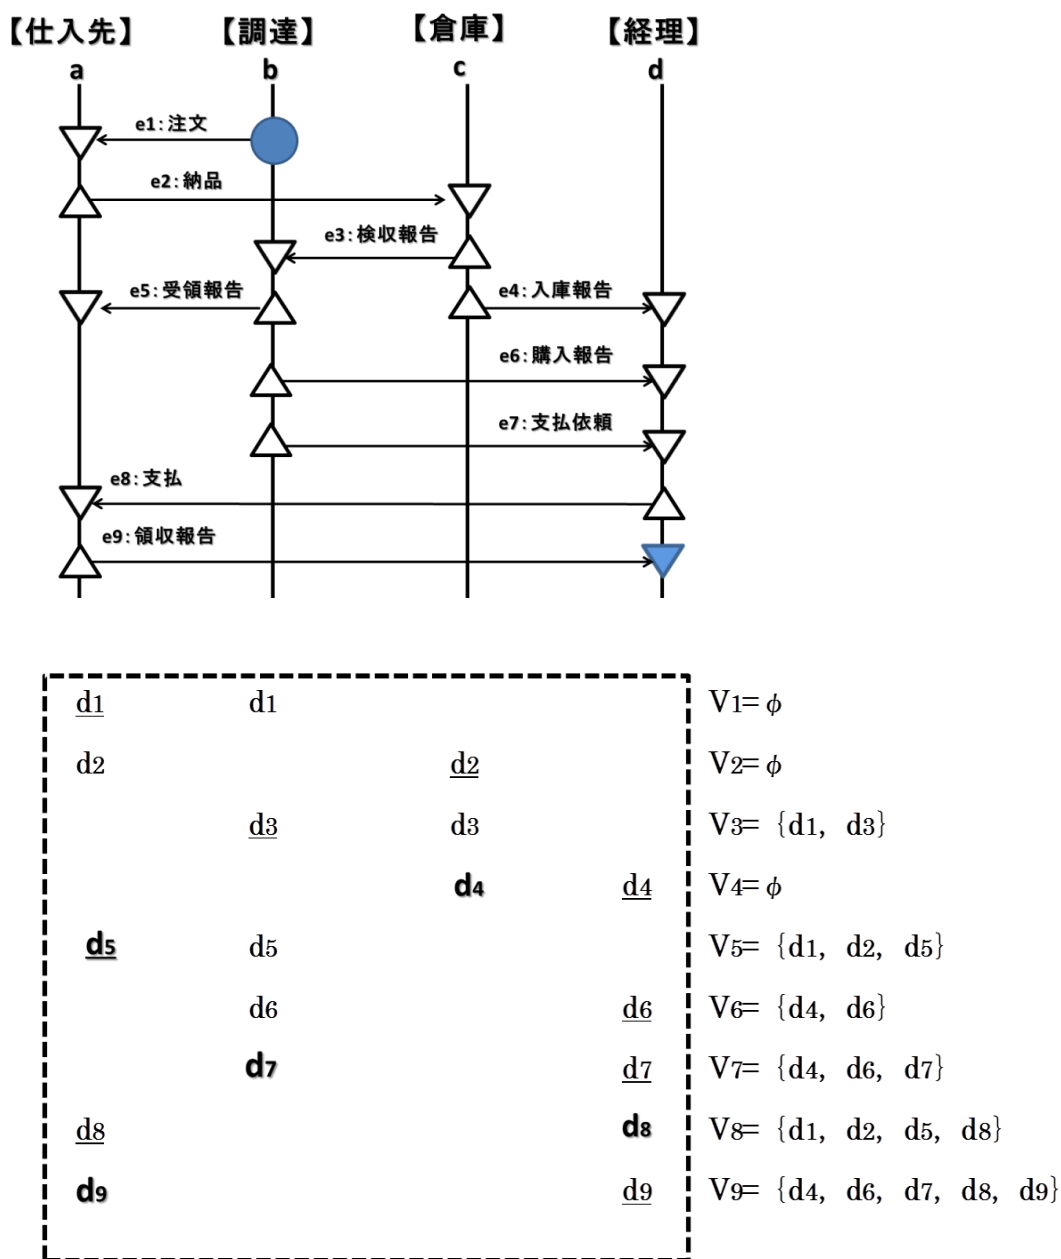 【仕入先】 【調達】 【倉庫】 【経理】
a b c d
e1:注文
e2:納品
e3:検収報告
e5:受領報告 e4:入庫報告
e6:購入報告
e7:支払依頼
e8:支払
e9:領収報告
d1 d1 V1=φ
d2 d2 V2=φ
d3 d3 V3= {d1, d3}
d4 d4 V4=φ
d5 d5 V5= {d1, d2, d5}
d6 d6 V6= {d4, d6}
d7 d7 V7= {d4, d6, d7}
d8 d8 V8= {d1, d2, d5, d8}
d9 d9 V9= {d4, d6, d7, d8, d9}